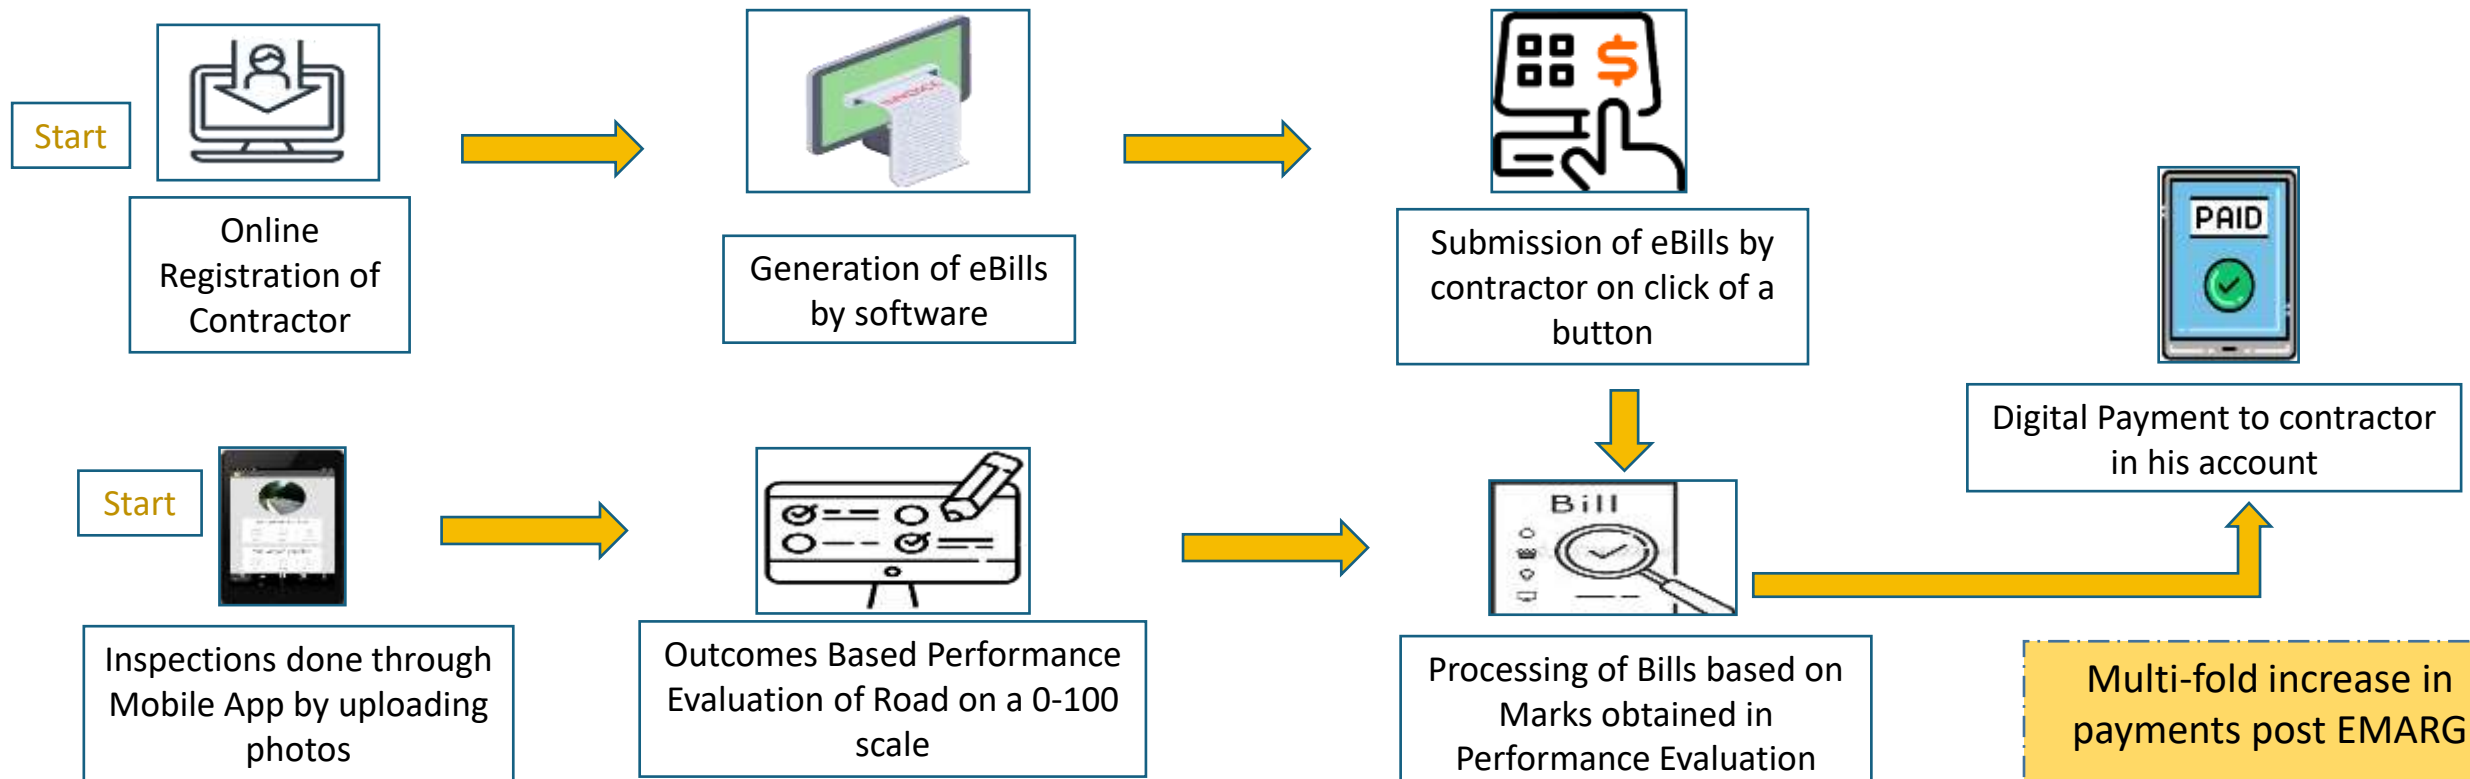 Start
Online
Registration of
Contractor
INVOICE
Generation of eBills
by software
$
Submission of eBills by
contractor on click of a
button
PAID
Digital Payment to contractor
in his account
Start
Inspections done through
Mobile App by uploading
photos
Outcomes Based Performance
Evaluation of Road on a 0-100
scale
Bill
Processing of Bills based on
Marks obtained in
Performance Evaluation
Multi-fold increase in
payments post EMARG